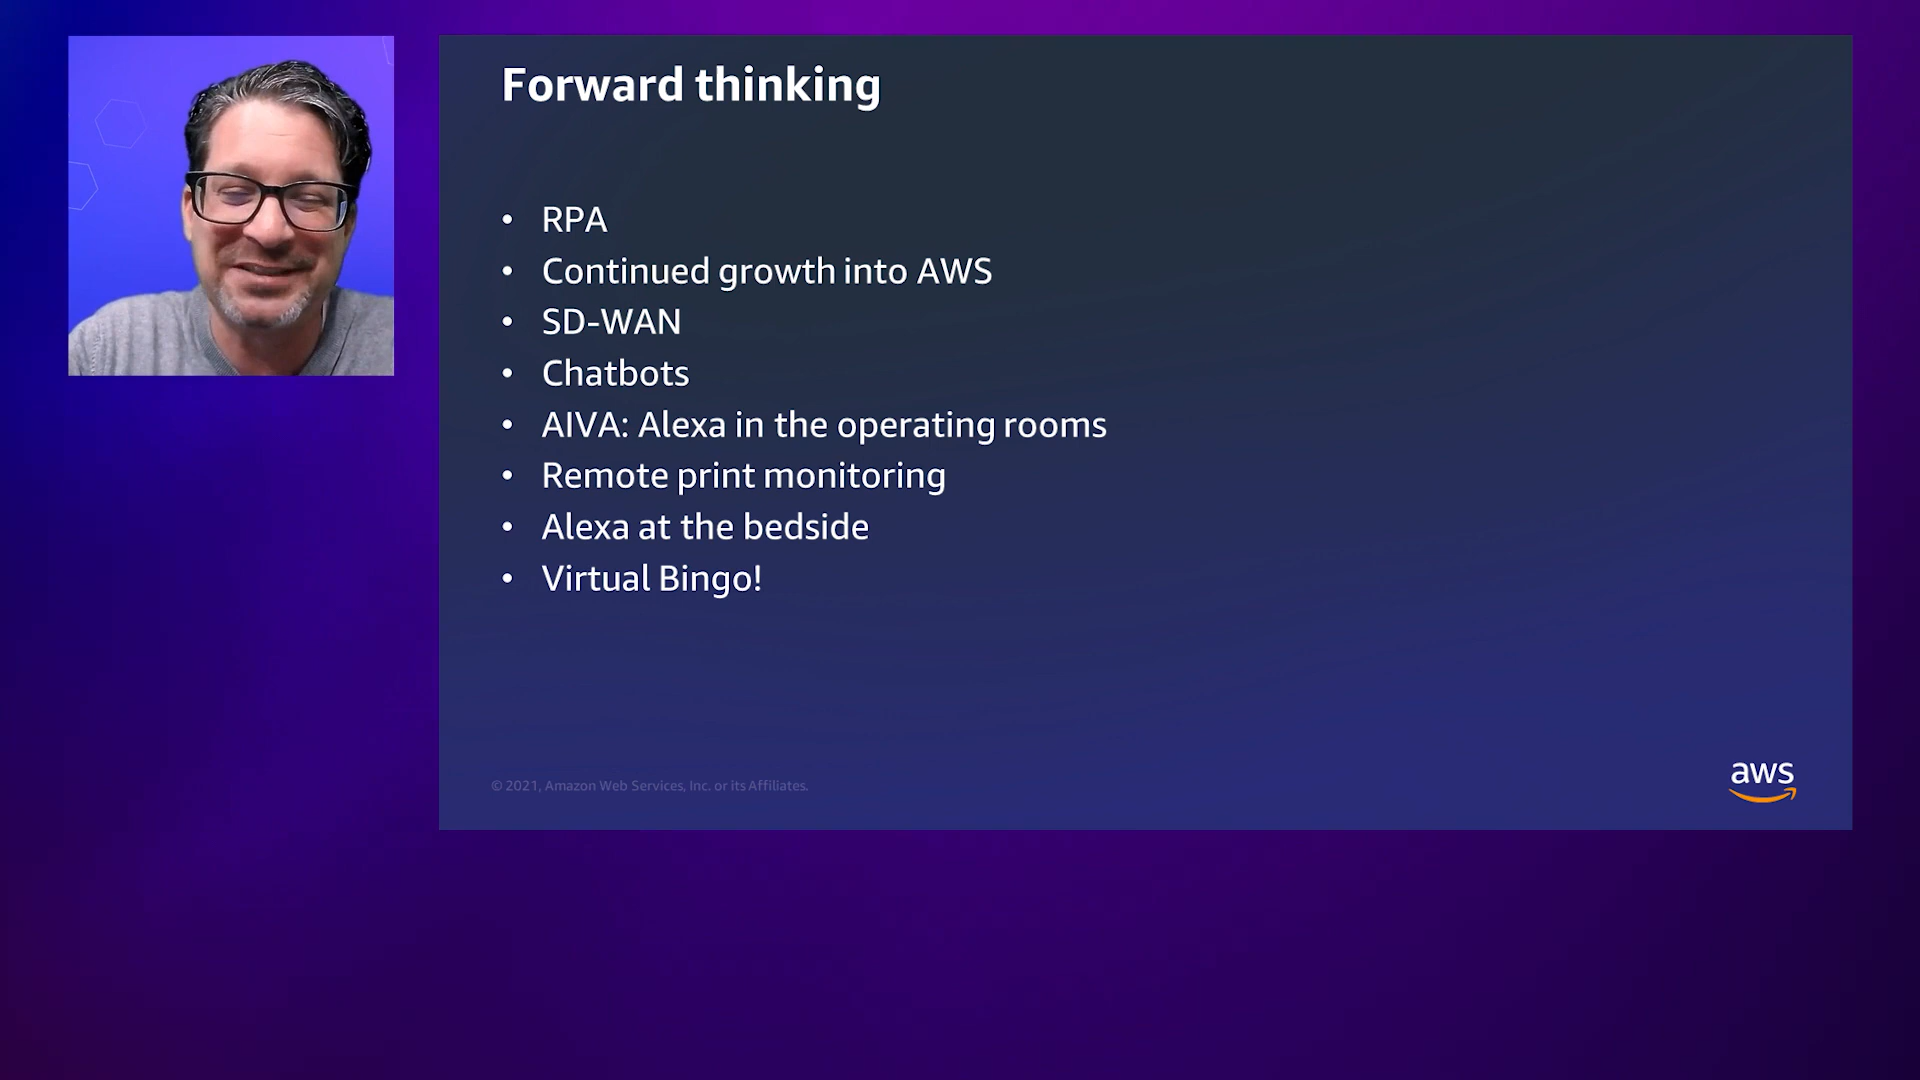 Forward thinking
• RPA
• Continued growth into AWS
• SD-WAN
• Chatbots
• AIVA: Alexa in the operating rooms
• Remote print monitoring
• Alexa at the bedside
• Virtual Bingo!
© 2021, Amazon Web Services, Inc. or its Affiliates.
aws